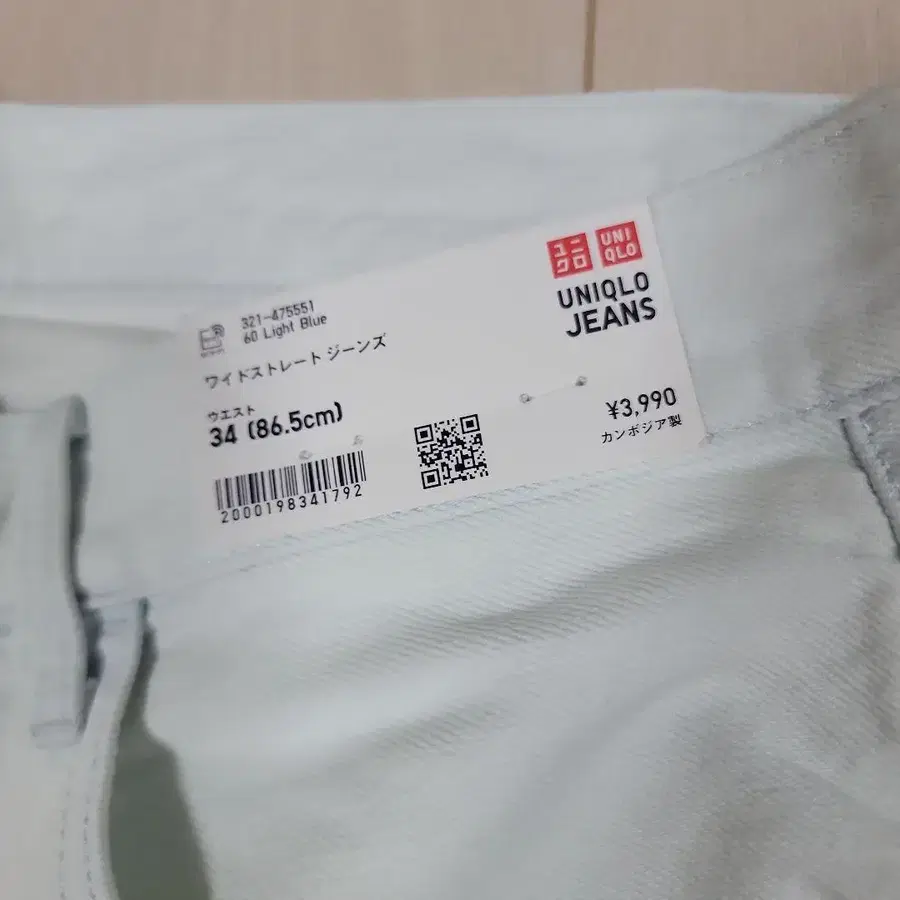 ユニ
クロ
UNI
QLO
UNIQLO
JEANS
321-475551
60 Light Blue
ワイドストレートジーンズ
ウエスト
34 (86.5cm)
2000198341792
¥3,990
カンボジア製